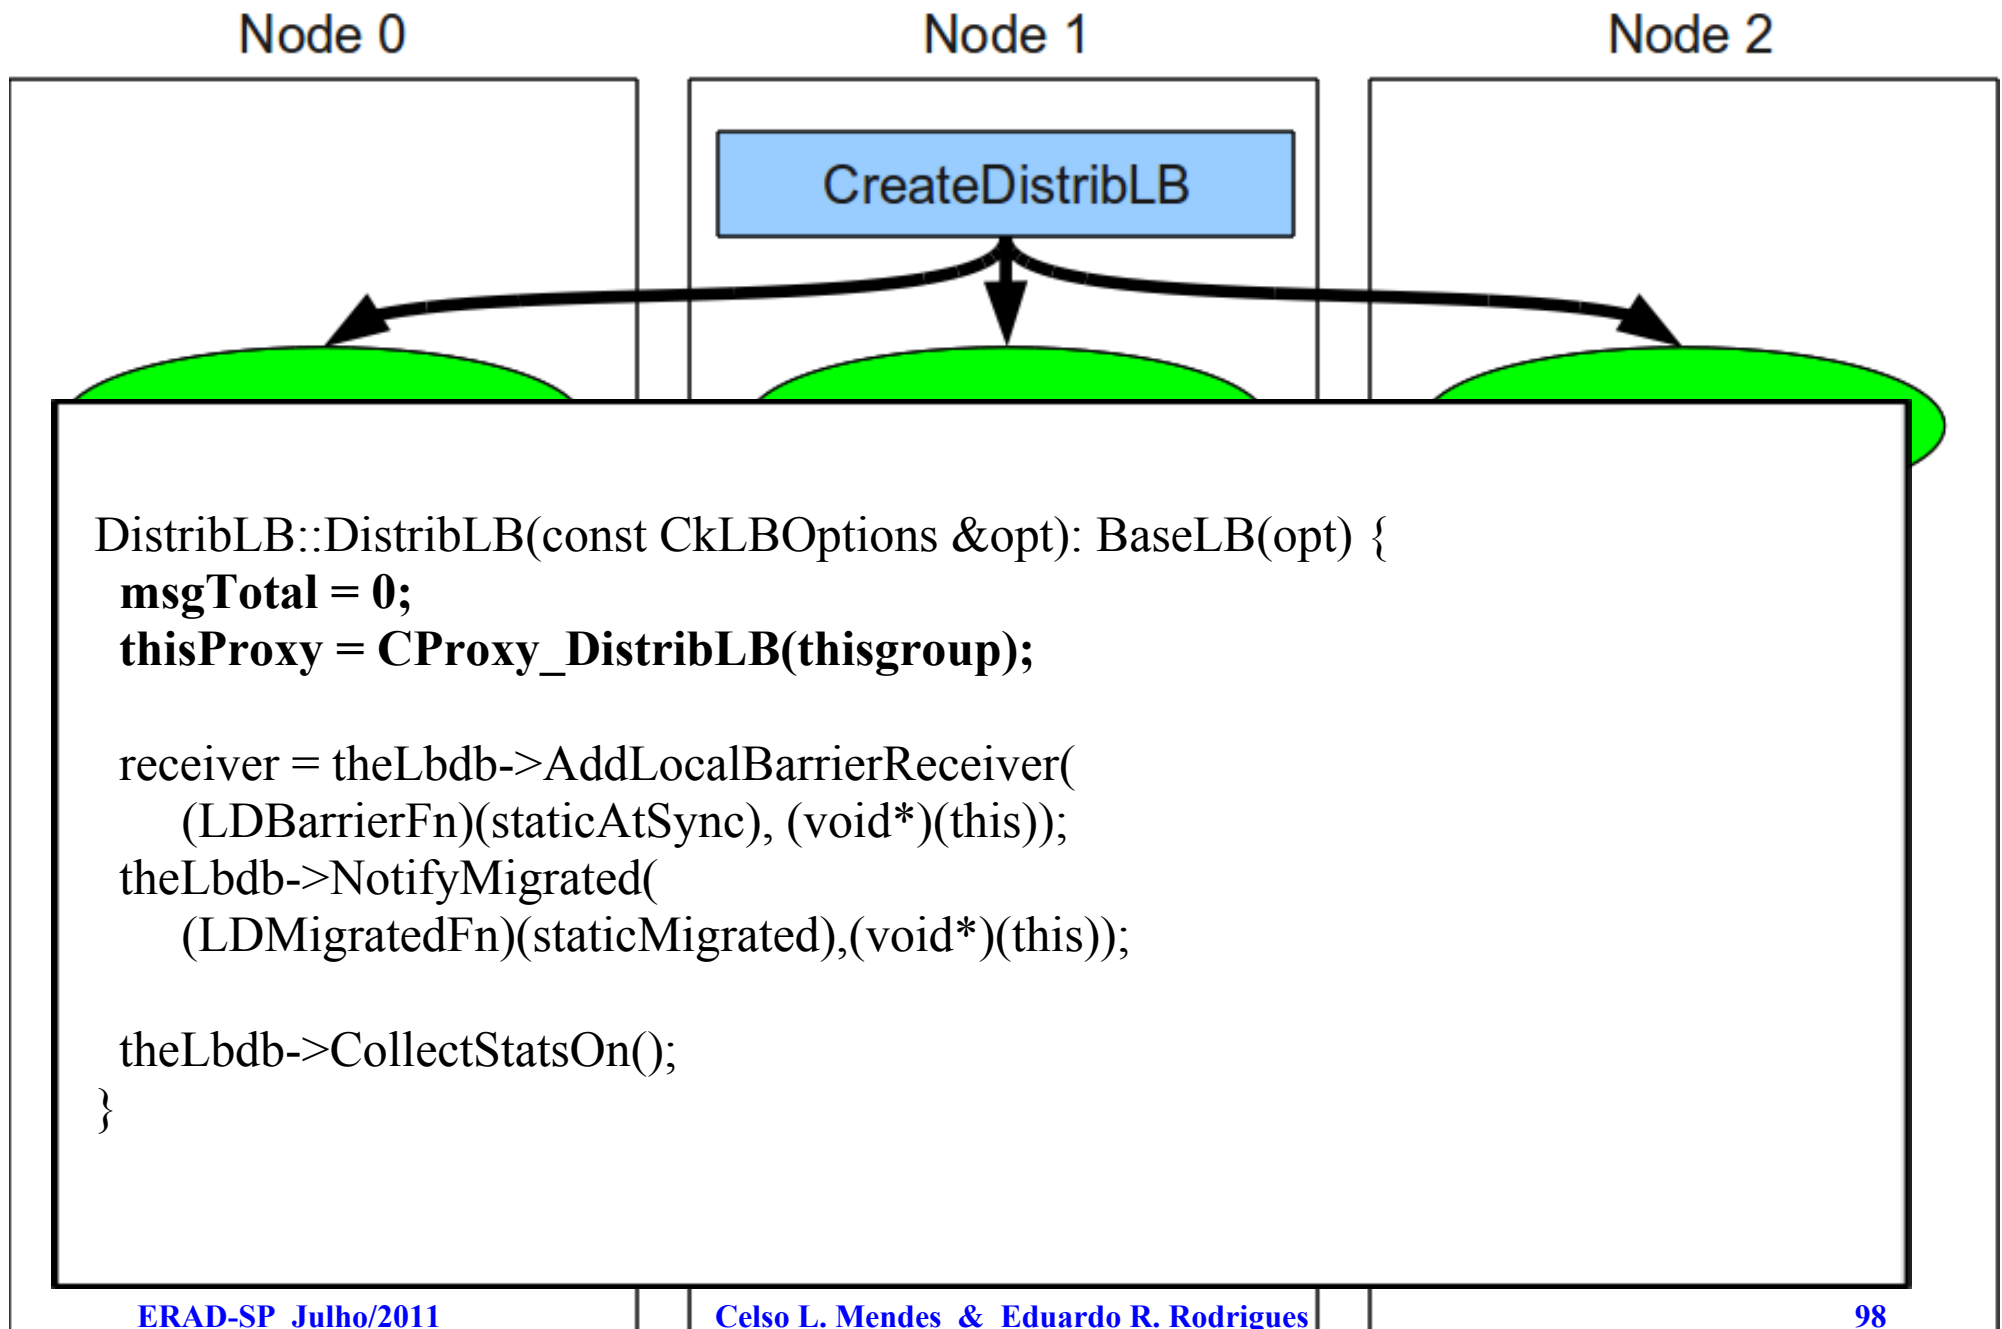 Node 0 Node 1 Node 2
CreateDistribLB
DistribLB::DistribLB(const CkLBOptions &opt): BaseLB(opt) {
msgTotal = 0;
thisProxy = CProxy_DistribLB(thisgroup);
receiver = theLbdb->AddLocalBarrierReceiver(
(LDBarrierFn)(staticAtSync), (void*)(this));
theLbdb->NotifyMigrated(
(LDMigratedFn)(staticMigrated),(void*)(this));
theLbdb->CollectStatsOn();
}
ERAD-SP Julho/2011 Celso L. Mendes & Eduardo R. Rodrigues 98